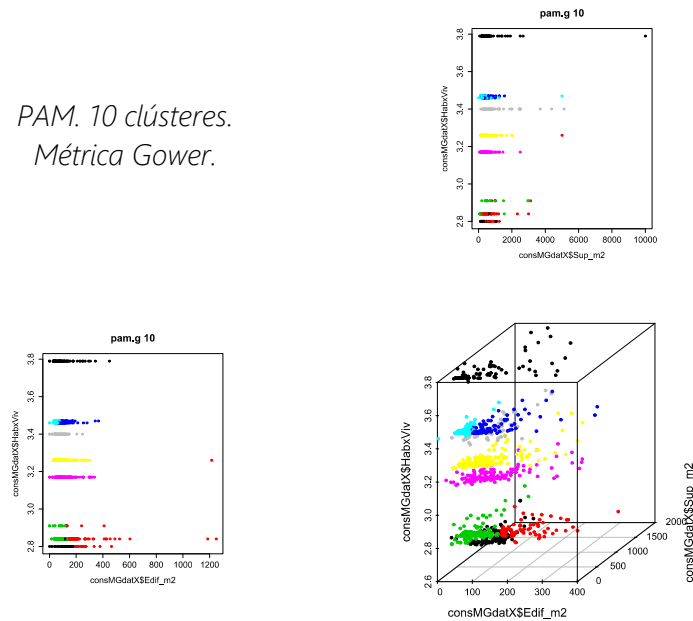 PAM. 10 clústeres.
Métrica Gower.
pam.g 10
consMGdatX$HabxViv
2.8 3.0 3.2 3.4 3.6 3.8
0 2000 4000 6000 8000 10000
consMGdatX$Sup_m2
pam.g 10
consMGdatX$HabxViv
2.8 3.0 3.2 3.4 3.6 3.8
0 200 400 600 800 1000 1200
consMGdatX$Edif_m2
consMGdatX$HabxViv
2.6 2.8 3.0 3.2 3.4 3.6 3.8
0 100 200 300 400
consMGdatX$Edif_m2
0 500 1000 1500 2000
consMGdatX$Sup_m2